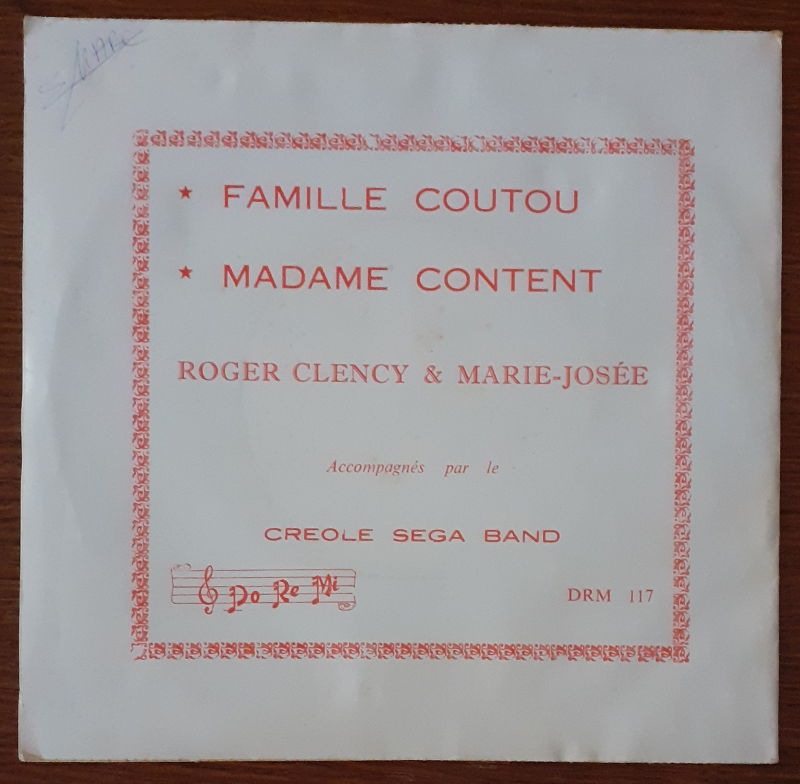 ★ FAMILLE COUTOU
★ MADAME CONTENT
ROGER CLENCY & MARIE-JOSÉE
Accompagnés par le
CREOLE SEGA BAND
Do Re Mi
DRM 117